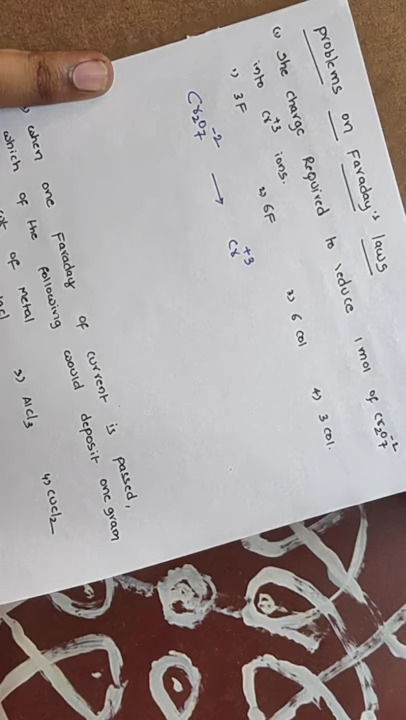 problems on Faraday,s laws
(1) The charge Required to reduce 1 mol of Cr2O7-2
into Cr+3 ions.
1) 3F 2) 6F 3) 6 col 4) 3 col.
Cr2O7-2 → Cr+3
when one Faraday of current is passed,
which of the following would deposit one gram
of Metal
3) AlCl3 4) CuCl2